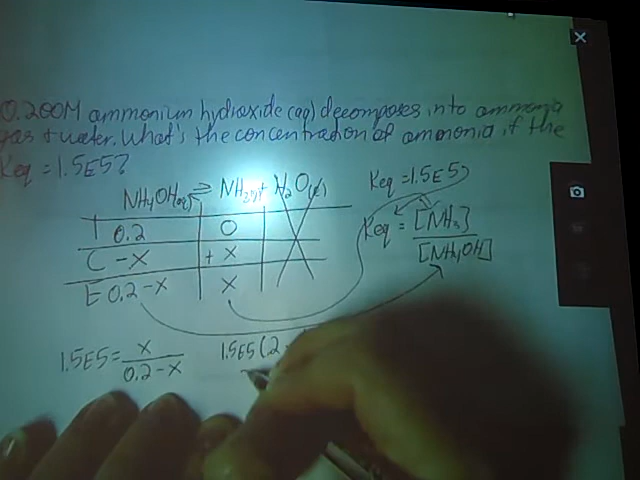 0.200M ammonium hydroxide (aq) decomposes into ammonia
gas + water. What's the concentration of ammonia if the
Keq = 1.5E5?
NH4OH(aq) ⇌ NH3(g) + H2O(l)
Keq = 1.5E5
I 0.2 0
C -x +x
E 0.2-x x
Keq = [NH3] / [NH4OH]
1.5E5 = x / 0.2-x
1.5E5(.2